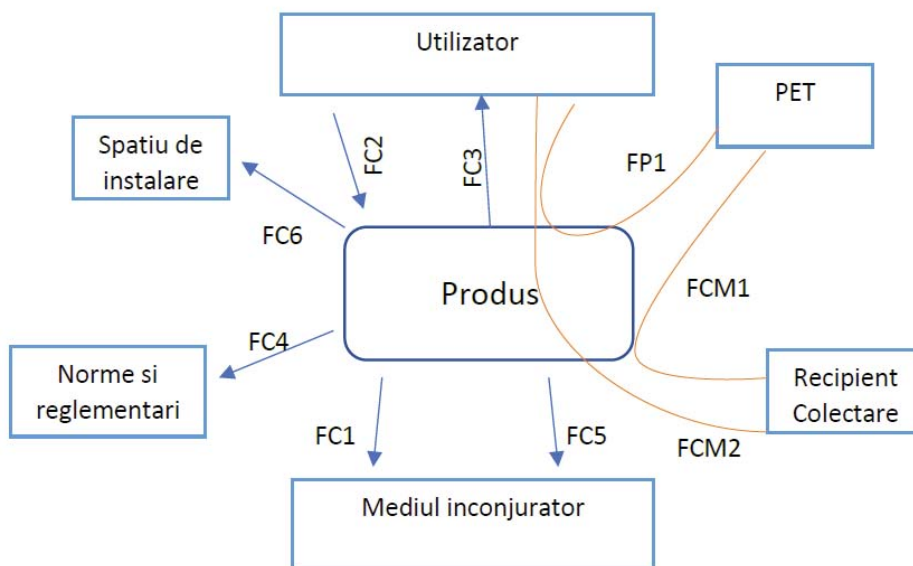 Utilizator
PET
Spatiu de
instalare
FC2
FC3
FP1
FC6
Produs
FCM1
FC4
Norme si
reglementari
Recipient
Colectare
FC1
FC5
FCM2
Mediul inconjurator